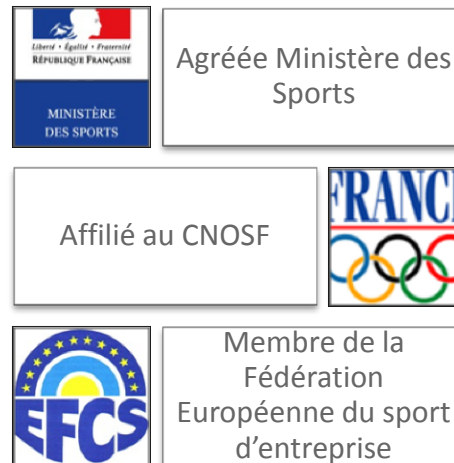 Liberté • Égalité • Fraternité
RÉPUBLIQUE FRANÇAISE
MINISTÈRE
DES SPORTS
Agréée Ministère des
Sports
Affilié au CNOSF
FRANC
EFCS
Membre de la
Fédération
Européenne du sport
d’entreprise